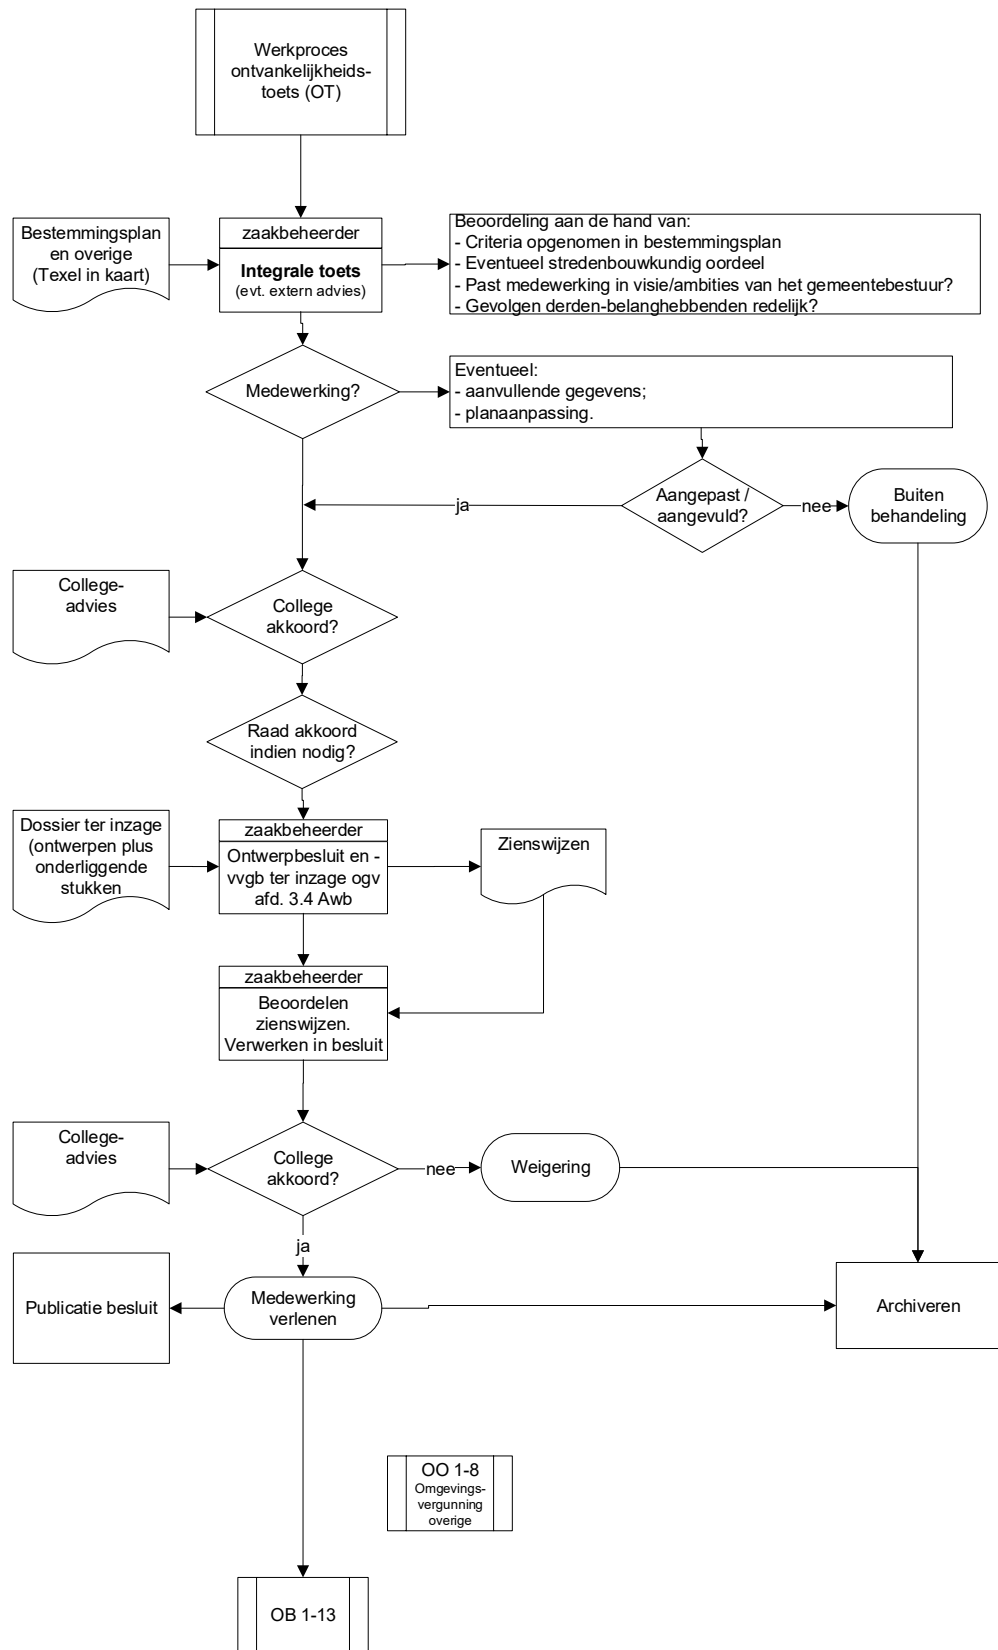 Werkproces
ontvankelijkheids-
toets (OT)
Bestemmingsplan
en overige
(Texel in kaart)
zaakbeheerder
Integrale toets
(evt. extern advies)
Beoordeling aan de hand van:
- Criteria opgenomen in bestemmingsplan
- Eventueel stredenbouwkundig oordeel
- Past medewerking in visie/ambities van het gemeentebestuur?
- Gevolgen derden-belanghebbenden redelijk?
Medewerking?
Eventueel:
- aanvullende gegevens;
- planaanpassing.
Aangepast /
aangevuld?
ja
nee
Buiten
behandeling
College-
advies
College
akkoord?
Raad akkoord
indien nodig?
Dossier ter inzage
(ontwerpen plus
onderliggende
stukken
zaakbeheerder
Ontwerpbesluit en -
vvgb ter inzage ogv
afd. 3.4 Awb
Zienswijzen
zaakbeheerder
Beoordelen
zienswijzen.
Verwerken in besluit
College-
advies
College
akkoord?
nee
Weigering
ja
Publicatie besluit
Medewerking
verlenen
Archiveren
OO 1-8
Omgevings-
vergunning
overige
OB 1-13